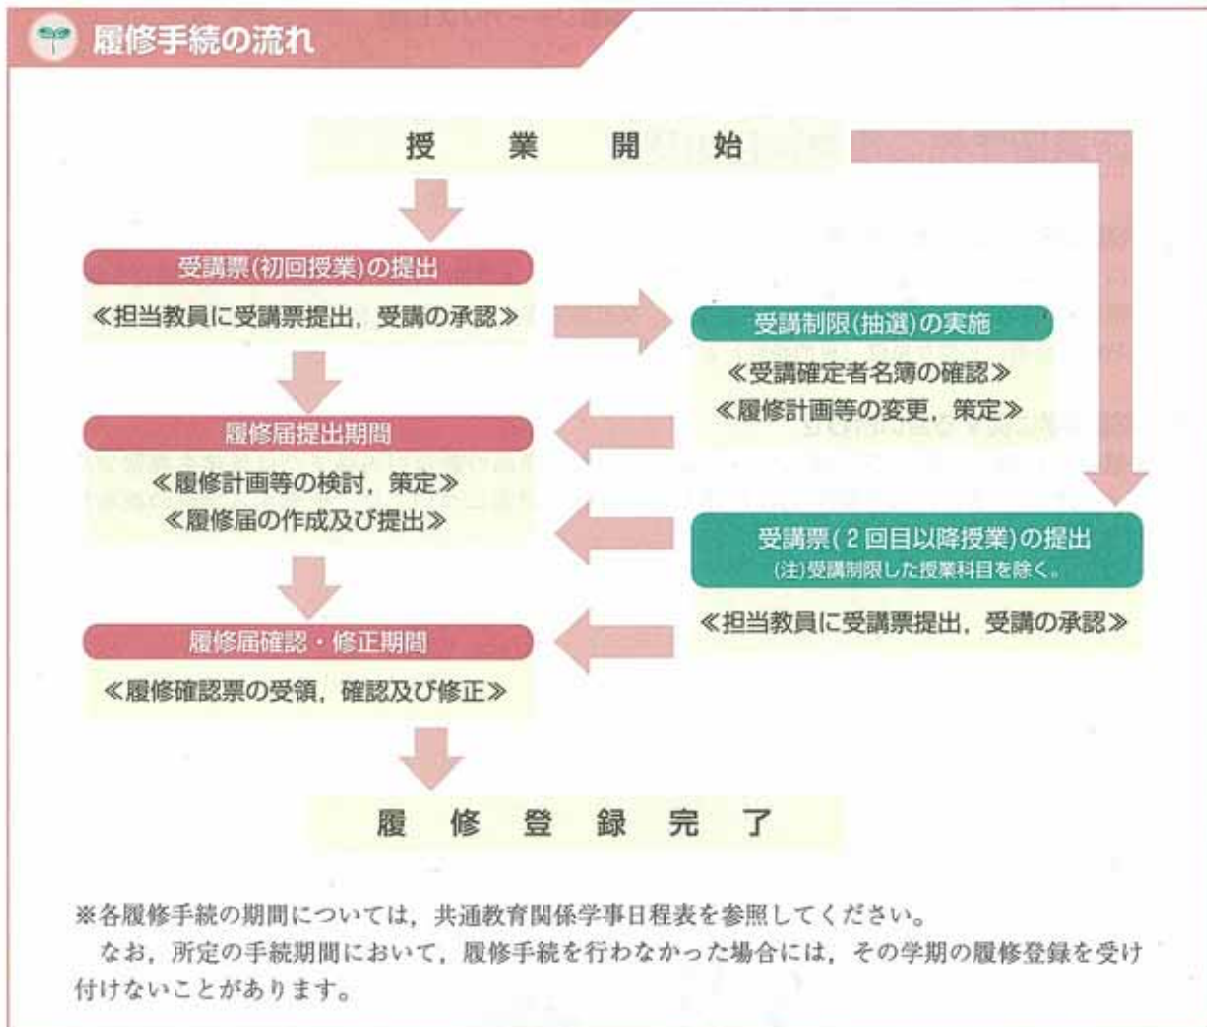 履修手続の流れ
授業開始
受講票(初回授業)の提出
≪担当教員に受講票提出，受講の承認≫
受講制限(抽選)の実施
≪受講確定者名簿の確認≫
≪履修計画等の変更，策定≫
履修届提出期間
≪履修計画等の検討，策定≫
≪履修届の作成及び提出≫
受講票(２回目以降授業)の提出
(注)受講制限した授業科目を除く。
≪担当教員に受講票提出，受講の承認≫
履修届確認・修正期間
≪履修確認票の受領，確認及び修正≫
履修登録完了
※各履修手続の期間については，共通教育関係学事日程表を参照してください。
なお，所定の手続期間において，履修手続を行わなかった場合には，その学期の履修登録を受け
付けないことがあります。